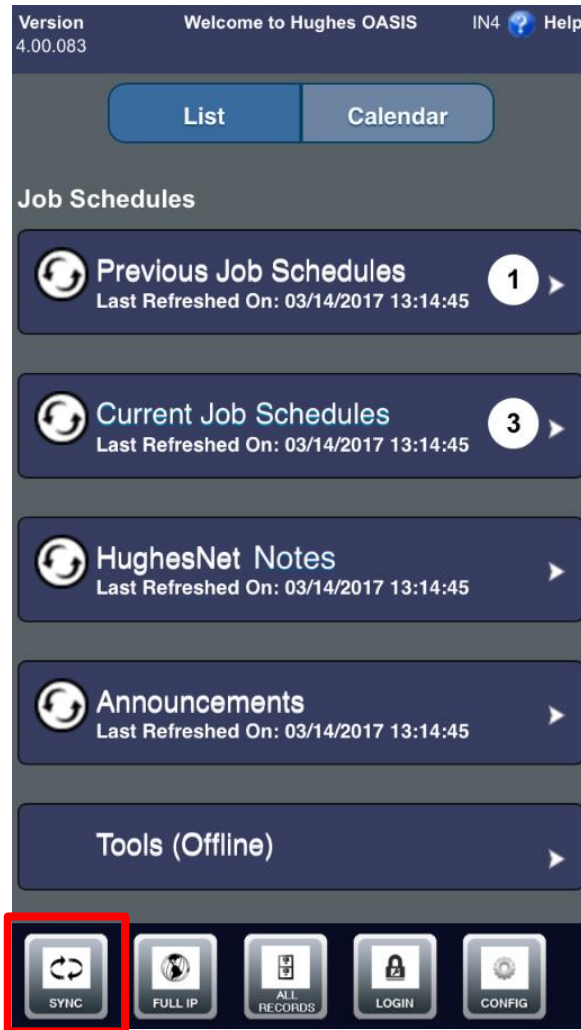 Version Welcome to Hughes OASIS IN4 Help
4.00.083
List Calendar
Job Schedules
Previous Job Schedules 1
Last Refreshed On: 03/14/2017 13:14:45
Current Job Schedules 3
Last Refreshed On: 03/14/2017 13:14:45
HughesNet Notes
Last Refreshed On: 03/14/2017 13:14:45
Announcements
Last Refreshed On: 03/14/2017 13:14:45
Tools (Offline)
SYNC FULL IP ALL RECORDS LOGIN CONFIG